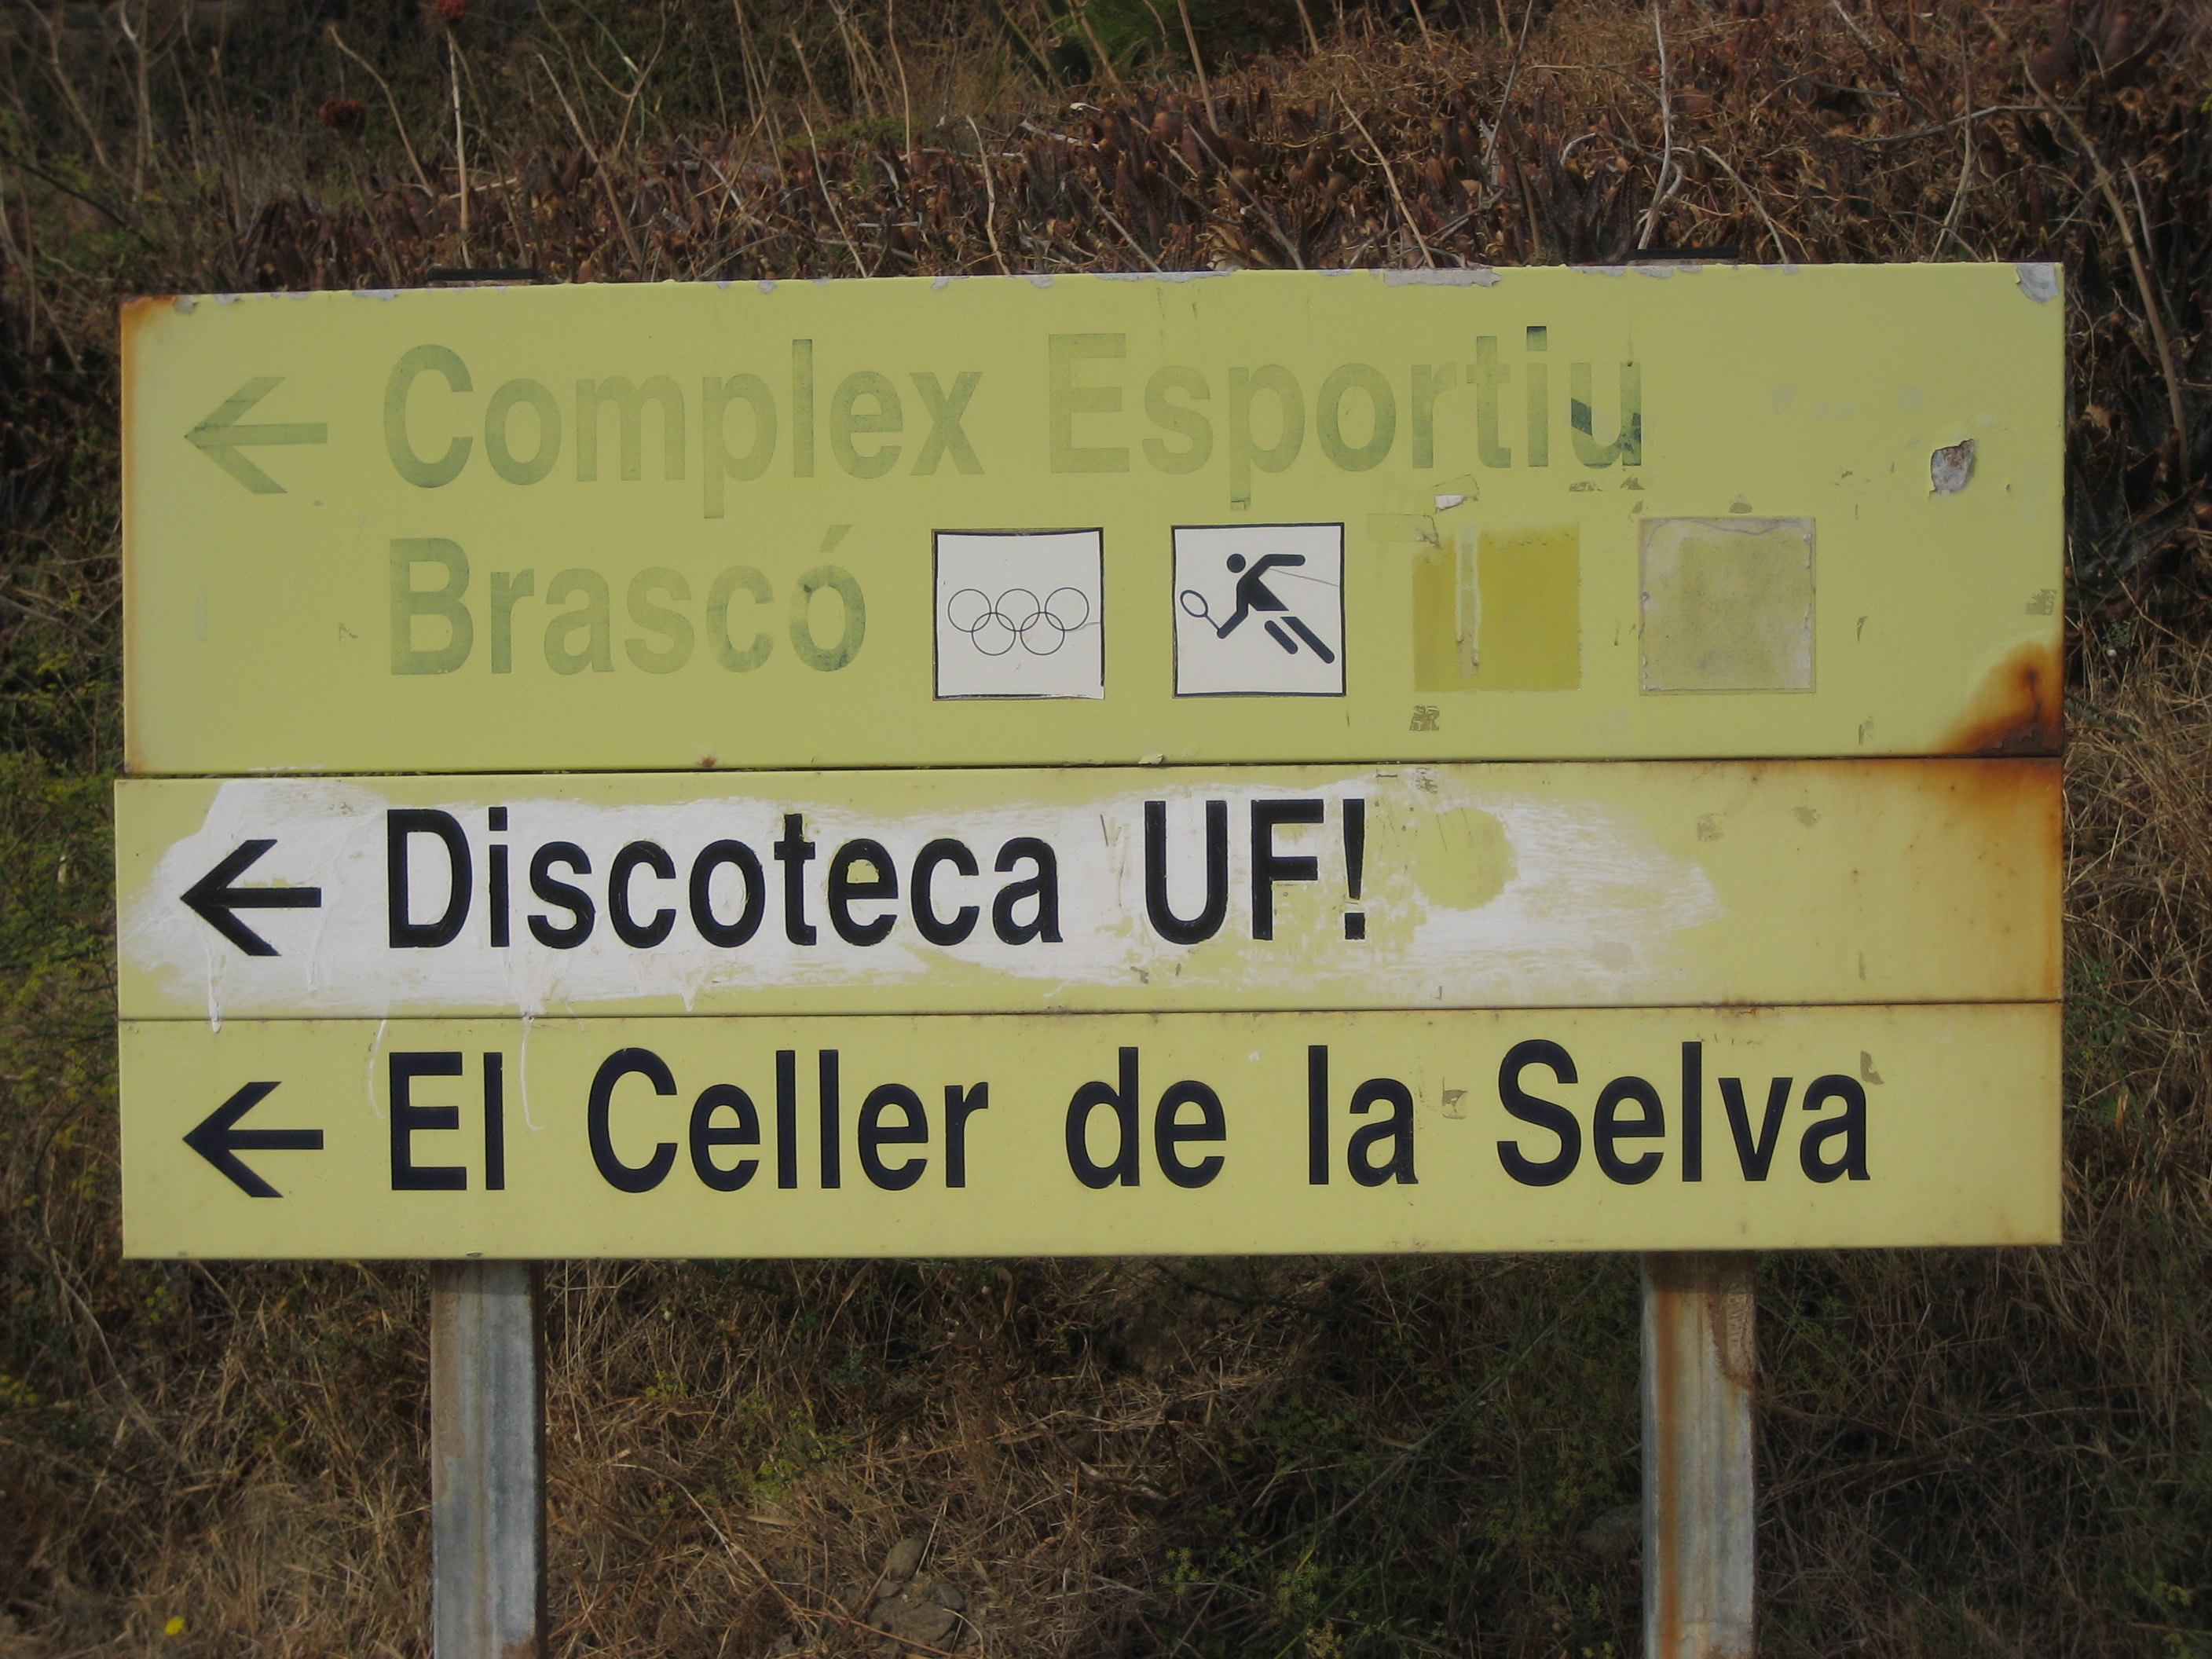 ← Complex Esportiu
Brascó
← Discoteca UF!
← El Celler de la Selva